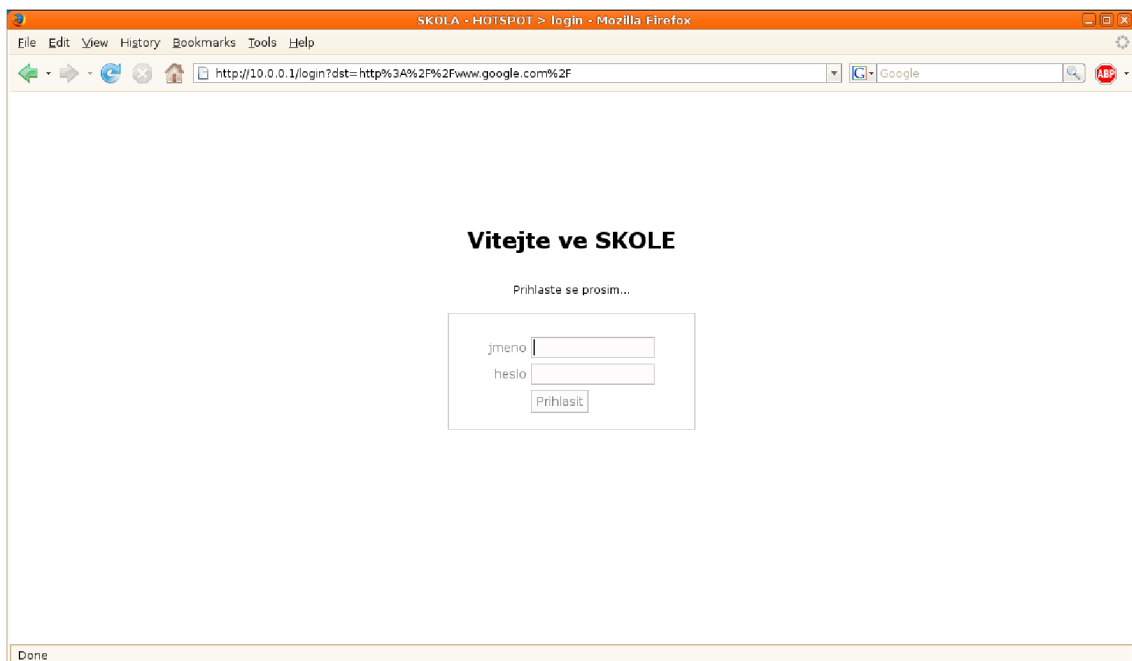 SKOLA - HOTSPOT > login - Mozilla Firefox
File Edit View History Bookmarks Tools Help
http://10.0.0.1/login?dst=http%3A%2F%2Fwww.google.com%2F G Google ABP
Vitejte ve SKOLE
Prihlaste se prosim...
jmeno
heslo
Prihlasit
Done